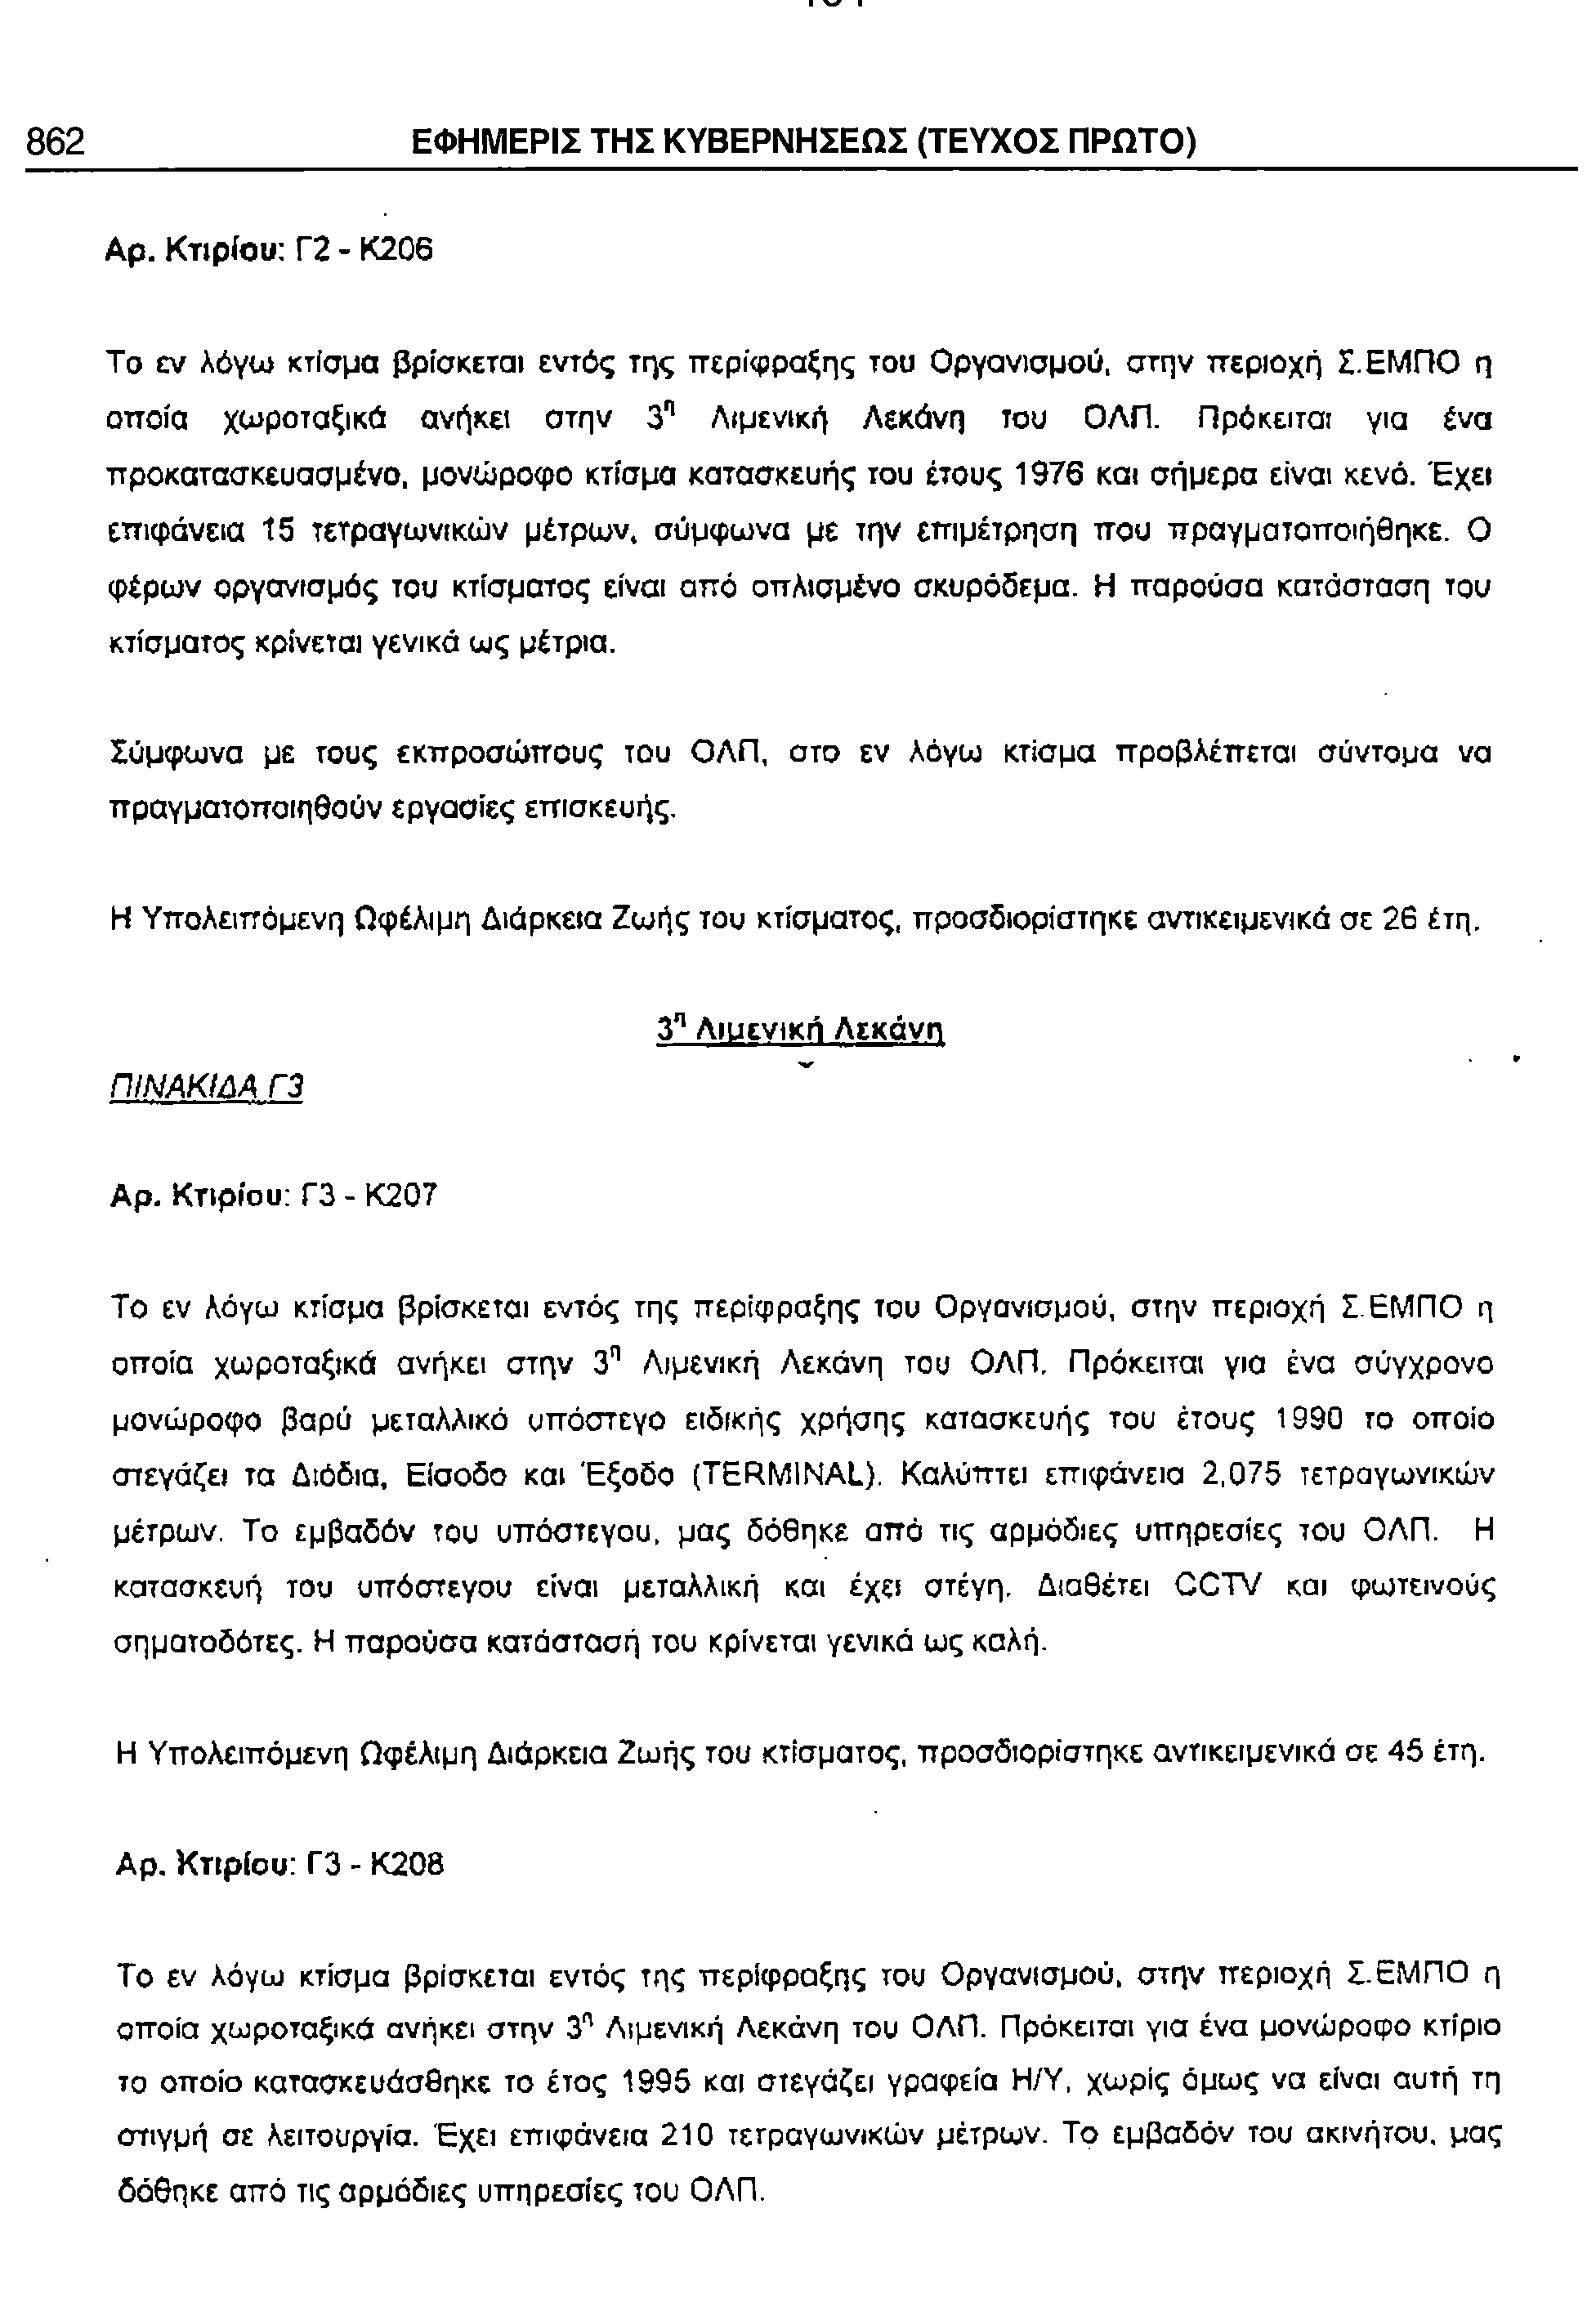 862 ΕΦΗΜΕΡΙΣ ΤΗΣ ΚΥΒΕΡΝΗΣΕΩΣ (ΤΕΥΧΟΣ ΠΡΩΤΟ)
Αρ. Κτιρίου: Γ2 - Κ206
Το εν λόγω κτίσμα βρίσκεται εντός της περίφραξης του Οργανισμού, στην περιοχή Σ.ΕΜΠΟ η
οποία χωροταξικά ανήκει στην 3η Λιμενική Λεκάνη του ΟΛΠ. Πρόκειται για ένα
προκατασκευασμένο, μονώροφο κτίσμα κατασκευής του έτους 1976 και σήμερα είναι κενό. Έχει
επιφάνεια 15 τετραγωνικών μέτρων, σύμφωνα με την επιμέτρηση που πραγματοποιήθηκε. Ο
φέρων οργανισμός του κτίσματος είναι από οπλισμένο σκυρόδεμα. Η παρούσα κατάσταση του
κτίσματος κρίνεται γενικά ως μέτρια.
Σύμφωνα με τους εκπροσώπους του ΟΛΠ, στο εν λόγω κτίσμα προβλέπεται σύντομα να
πραγματοποιηθούν εργασίες επισκευής.
Η Υπολειπόμενη Ωφέλιμη Διάρκεια Ζωής του κτίσματος, προσδιορίστηκε αντικειμενικά σε 26 έτη.
3η Λιμενική Λεκάνη
ΠΙΝΑΚΙΔΑ Γ3
Αρ. Κτιρίου: Γ3 - Κ207
Το εν λόγω κτίσμα βρίσκεται εντός της περίφραξης του Οργανισμού, στην περιοχή Σ.ΕΜΠΟ η
οποία χωροταξικά ανήκει στην 3η Λιμενική Λεκάνη του ΟΛΠ. Πρόκειται για ένα σύγχρονο
μονώροφο βαρύ μεταλλικό υπόστεγο ειδικής χρήσης κατασκευής του έτους 1990 το οποίο
στεγάζει τα Διόδια, Είσοδο και Έξοδο (TERMINAL). Καλύπτει επιφάνεια 2,075 τετραγωνικών
μέτρων. Το εμβαδόν του υπόστεγου, μας δόθηκε από τις αρμόδιες υπηρεσίες του ΟΛΠ. Η
κατασκευή του υπόστεγου είναι μεταλλική και έχει στέγη. Διαθέτει CCTV και φωτεινούς
σηματοδότες. Η παρούσα κατάστασή του κρίνεται γενικά ως καλή.
Η Υπολειπόμενη Ωφέλιμη Διάρκεια Ζωής του κτίσματος, προσδιορίστηκε αντικειμενικά σε 45 έτη.
Αρ. Κτιρίου: Γ3 - Κ208
Το εν λόγω κτίσμα βρίσκεται εντός της περίφραξης του Οργανισμού, στην περιοχή Σ.ΕΜΠΟ η
οποία χωροταξικά ανήκει στην 3η Λιμενική Λεκάνη του ΟΛΠ. Πρόκειται για ένα μονώροφο κτίριο
το οποίο κατασκευάσθηκε το έτος 1995 και στεγάζει γραφεία Η/Υ, χωρίς όμως να είναι αυτή τη
στιγμή σε λειτουργία. Έχει επιφάνεια 210 τετραγωνικών μέτρων. Το εμβαδόν του ακινήτου, μας
δόθηκε από τις αρμόδιες υπηρεσίες του ΟΛΠ.